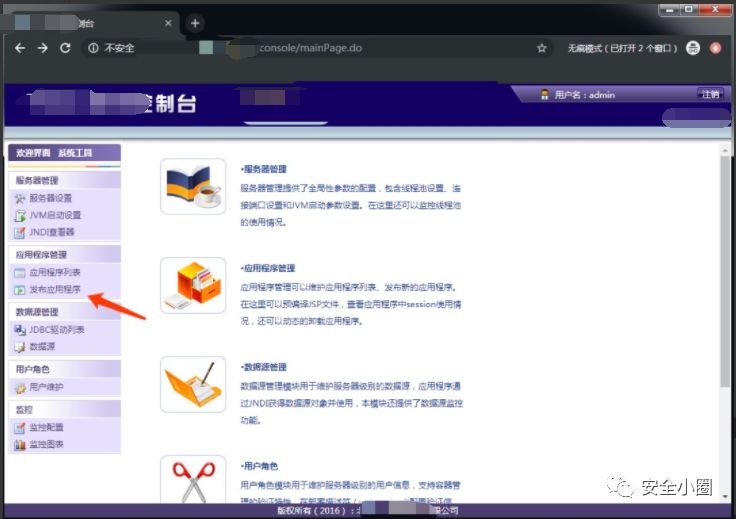 制台
不安全
console/mainPage.do
无痕模式（已打开 2 个窗口）
控制台
用户名：admin
注销
欢迎界面 系统工具
服务器管理
服务器设置
JVM启动设置
JNDI查看器
应用程序管理
应用程序列表
发布应用程序
数据源管理
JDBC驱动列表
数据源
用户角色
用户维护
监控
监控配置
监控图表
•服务器管理
服务器管理提供了全局性参数的配置，包含线程池设置、连
接端口设置和JVM启动参数设置。在这里还可以监控线程池
的使用情况。
•应用程序管理
应用程序管理可以维护应用程序列表、发布新的应用程序。
在这里可以预编译JSP文件，查看应用程序中session使用情
况，还可以动态的卸载应用程序。
•数据源管理
数据源管理模块用于维护服务器级别的数据源，应用程序通
过JNDI获得数据源对象并使用，本模块还提供了数据源监控
功能。
•用户角色
用户角色模块用于维护服务器级别的用户信息，支持容器管
版权所有（2016）：
限公司
安全小圈